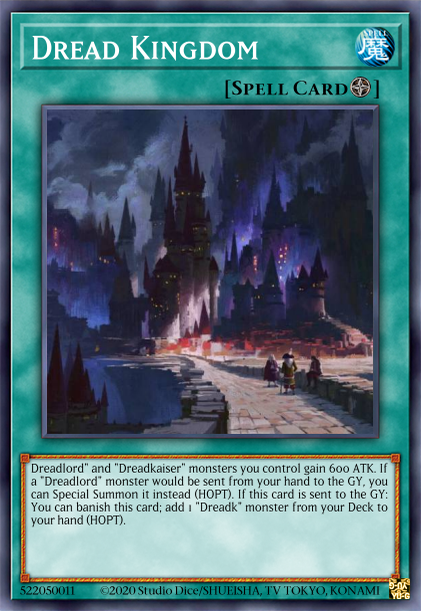 Dread Kingdom
SPELL
魔
[Spell Card]
Dreadlord" and "Dreadkaiser" monsters you control gain 600 ATK. If
a "Dreadlord" monster would be sent from your hand to the GY, you
can Special Summon it instead (HOPT). If this card is sent to the GY:
You can banish this card; add 1 "Dreadk" monster from your Deck to
your hand (HOPT).
522050011 ©2020 Studio Dice/SHUEISHA, TV TOKYO, KONAMI